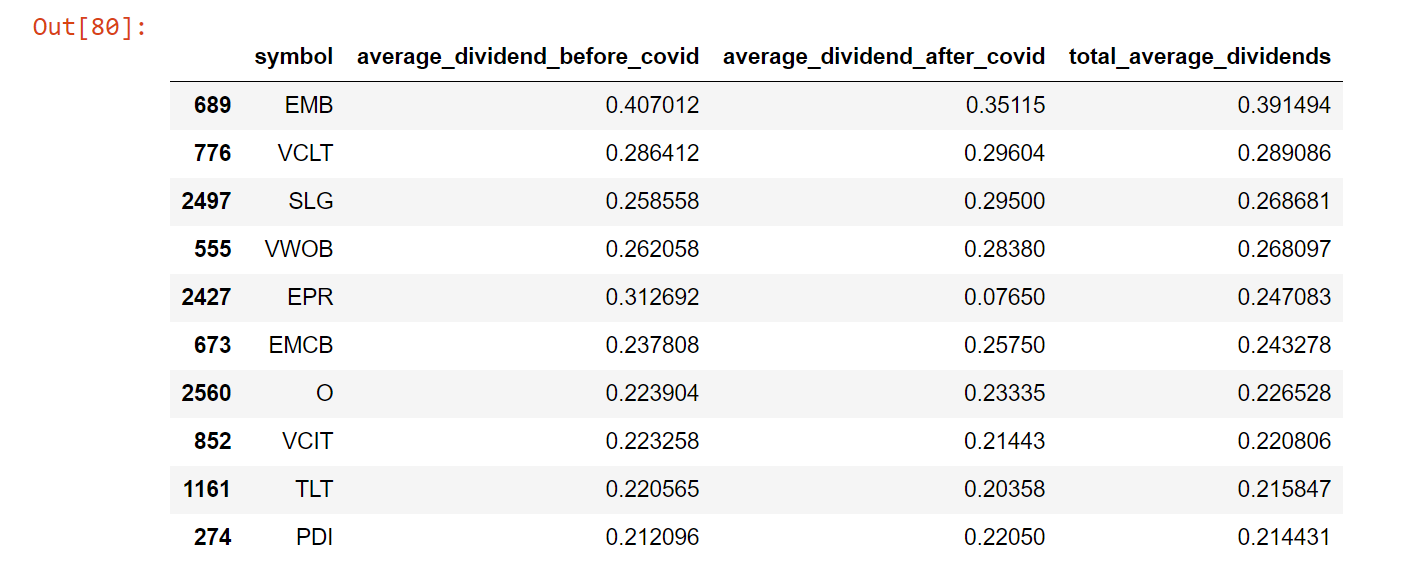 Out[80]:
symbol average_dividend_before_covid average_dividend_after_covid total_average_dividends
689 EMB 0.407012 0.35115 0.391494
776 VCLT 0.286412 0.29604 0.289086
2497 SLG 0.258558 0.29500 0.268681
555 VWOB 0.262058 0.28380 0.268097
2427 EPR 0.312692 0.07650 0.247083
673 EMCB 0.237808 0.25750 0.243278
2560 O 0.223904 0.23335 0.226528
852 VCIT 0.223258 0.21443 0.220806
1161 TLT 0.220565 0.20358 0.215847
274 PDI 0.212096 0.22050 0.214431